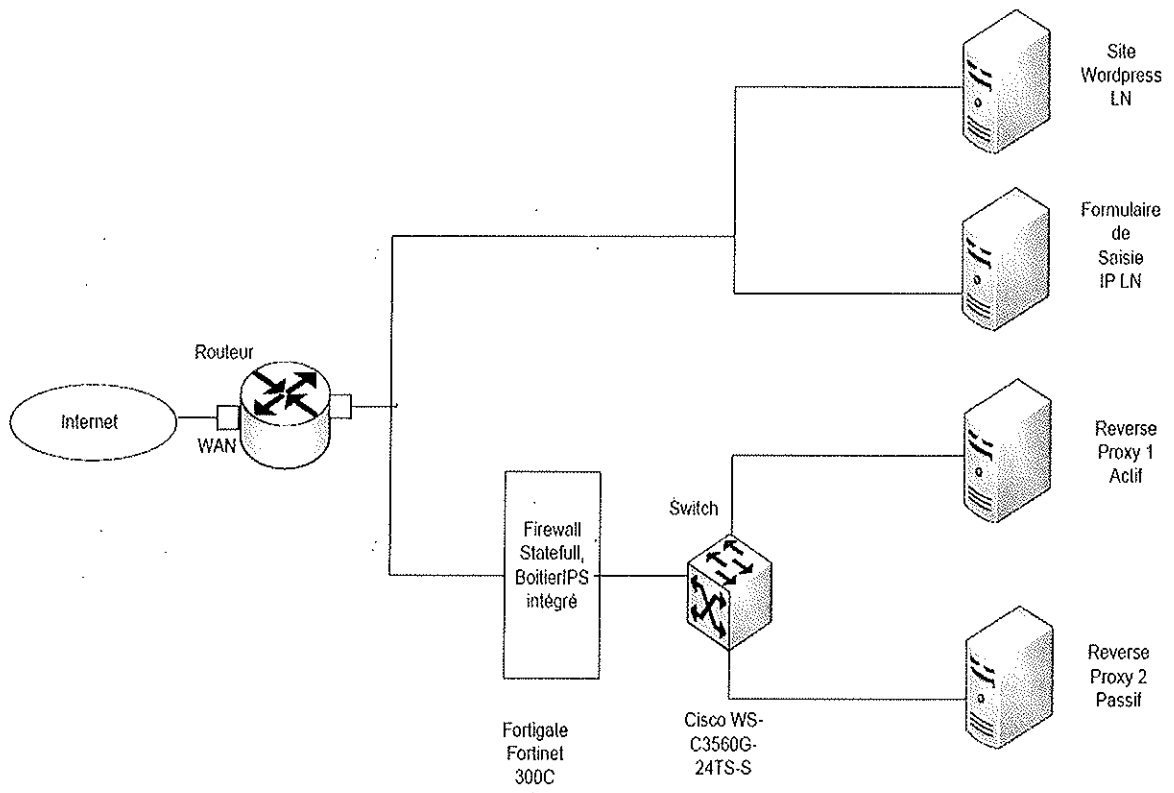 Site
Wordpress
LN
Formulaire
de
Saisie
IP LN
Routeur
Internet
WAN
Reverse
Proxy 1
Actif
Switch
Firewall
Statefull,
BoitierIPS
intégré
Reverse
Proxy 2
Passif
Fortigale
Fortinet
300C
Cisco WS-
C3560G-
24TS-S